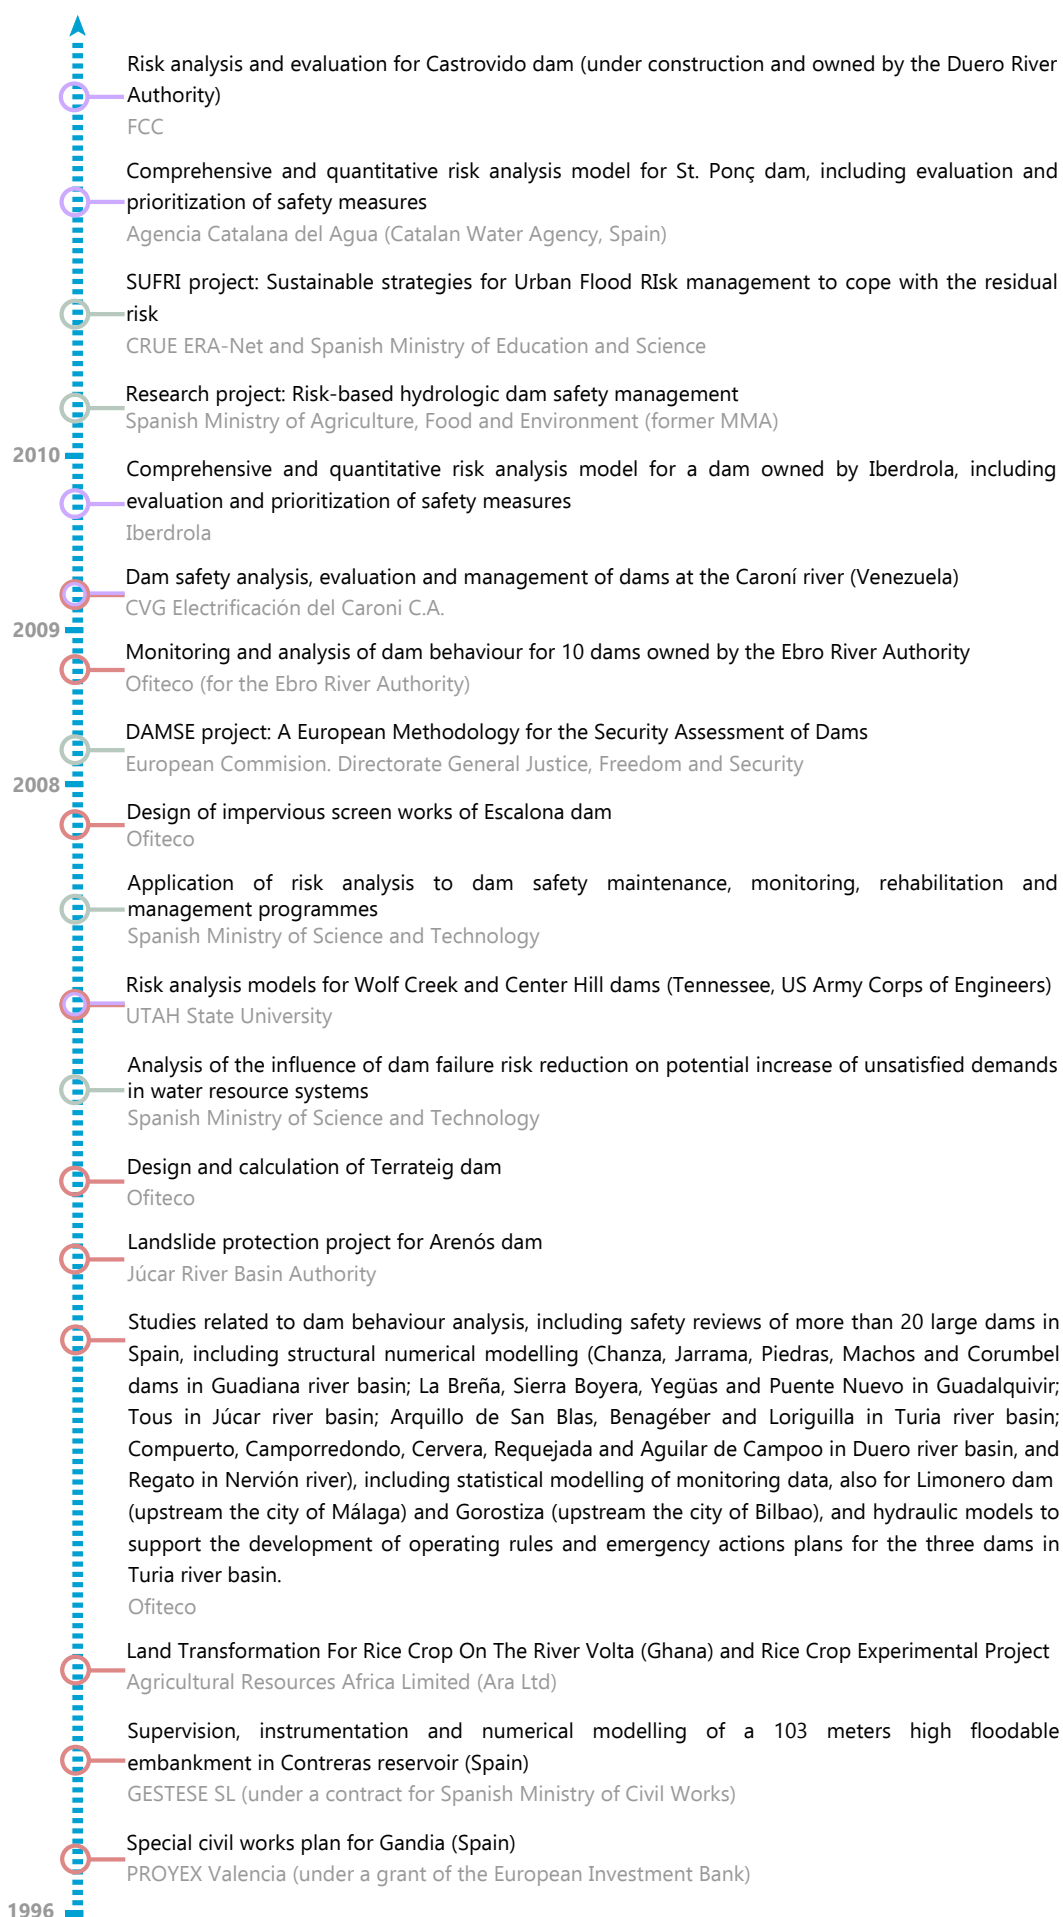 Risk analysis and evaluation for Castrovido dam (under construction and owned by the Duero River
Authority)
FCC
Comprehensive and quantitative risk analysis model for St. Ponç dam, including evaluation and
prioritization of safety measures
Agencia Catalana del Agua (Catalan Water Agency, Spain)
SUFRI project: Sustainable strategies for Urban Flood RIsk management to cope with the residual
risk
CRUE ERA-Net and Spanish Ministry of Education and Science
Research project: Risk-based hydrologic dam safety management
Spanish Ministry of Agriculture, Food and Environment (former MMA)
2010
Comprehensive and quantitative risk analysis model for a dam owned by Iberdrola, including
evaluation and prioritization of safety measures
Iberdrola
Dam safety analysis, evaluation and management of dams at the Caroní river (Venezuela)
CVG Electrificación del Caroni C.A.
2009
Monitoring and analysis of dam behaviour for 10 dams owned by the Ebro River Authority
Ofiteco (for the Ebro River Authority)
DAMSE project: A European Methodology for the Security Assessment of Dams
European Commision. Directorate General Justice, Freedom and Security
2008
Design of impervious screen works of Escalona dam
Ofiteco
Application of risk analysis to dam safety maintenance, monitoring, rehabilitation and
management programmes
Spanish Ministry of Science and Technology
Risk analysis models for Wolf Creek and Center Hill dams (Tennessee, US Army Corps of Engineers)
UTAH State University
Analysis of the influence of dam failure risk reduction on potential increase of unsatisfied demands
in water resource systems
Spanish Ministry of Science and Technology
Design and calculation of Terrateig dam
Ofiteco
Landslide protection project for Arenós dam
Júcar River Basin Authority
Studies related to dam behaviour analysis, including safety reviews of more than 20 large dams in
Spain, including structural numerical modelling (Chanza, Jarrama, Piedras, Machos and Corumbel
dams in Guadiana river basin; La Breña, Sierra Boyera, Yegüas and Puente Nuevo in Guadalquivir;
Tous in Júcar river basin; Arquillo de San Blas, Benagéber and Loriguilla in Turia river basin;
Compuerto, Camporredondo, Cervera, Requejada and Aguilar de Campoo in Duero river basin, and
Regato in Nervión river), including statistical modelling of monitoring data, also for Limonero dam
(upstream the city of Málaga) and Gorostiza (upstream the city of Bilbao), and hydraulic models to
support the development of operating rules and emergency actions plans for the three dams in
Turia river basin.
Ofiteco
Land Transformation For Rice Crop On The River Volta (Ghana) and Rice Crop Experimental Project
Agricultural Resources Africa Limited (Ara Ltd)
Supervision, instrumentation and numerical modelling of a 103 meters high floodable
embankment in Contreras reservoir (Spain)
GESTESE SL (under a contract for Spanish Ministry of Civil Works)
Special civil works plan for Gandia (Spain)
PROYEX Valencia (under a grant of the European Investment Bank)
1996